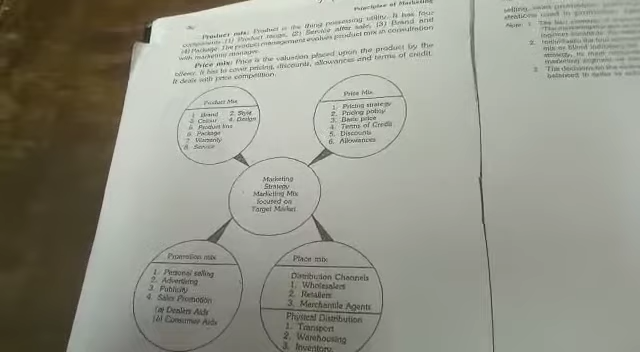 Principles of Marketing
Product mix: Product is the thing possessing utility. It has four
components (1) Product range, (2) Service after sale, (3) Brand and
(4) Package. The product management evolves product mix in consultation
with marketing manager.
Price mix: Price is the valuation placed upon the product by the
offerer. It has to cover pricing, discounts, allowances and terms of credit.
It deals with price competition.
Product Mix
1. Brand 2. Style
3. Colour 4. Design
5. Product line
6. Package
7. Warranty
8. Service
Price Mix
1. Pricing strategy
2. Pricing policy
3. Basic price
4. Terms of Credit
5. Discounts
6. Allowances
Marketing
Strategy
Marketing Mix
focused on
Target Market
Promotion mix
1. Personal selling
2. Advertising
3. Publicity
4. Sales Promotion
(a) Dealers Aids
(b) Consumer Aids
Place mix
Distribution Channels
1. Wholesalers
2. Retailers
3. Merchantile Agents
Physical Distribution
1. Transport
2. Warehousing
3. Inventory